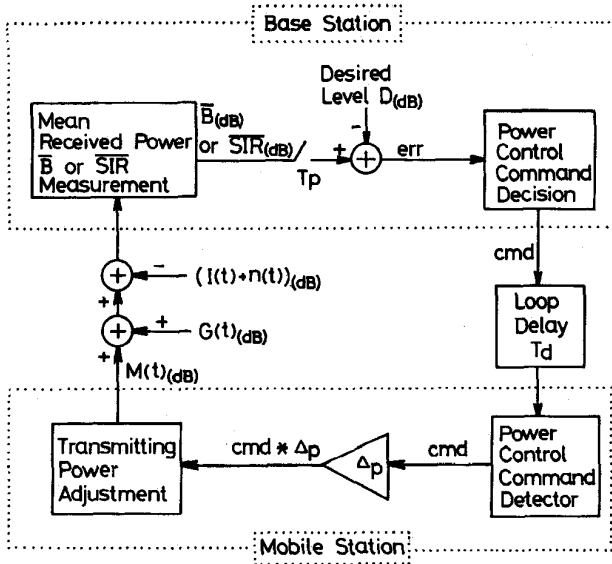 Base Station
Mean
Received Power
B̅ or S̅I̅R̅
Measurement
B̅(dB)
or S̅I̅R̅(dB)
Tp
Desired
Level D(dB)
-
+
+
err
Power
Control
Command
Decision
cmd
Loop
Delay
Td
+
-
(I(t)+n(t))(dB)
+
+
+
G(t)(dB)
+
M(t)(dB)
Transmitting
Power
Adjustment
cmd * Δp
Δp
cmd
Power
Control
Command
Detector
Mobile Station